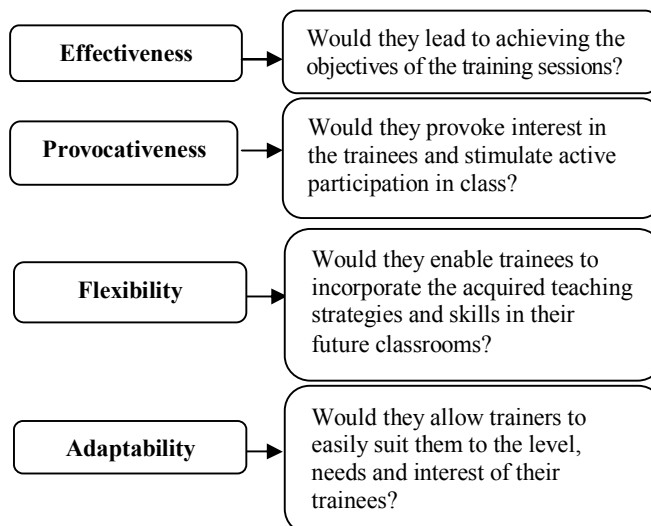 Effectiveness
Would they lead to achieving the
objectives of the training sessions?
Provocativeness
Would they provoke interest in
the trainees and stimulate active
participation in class?
Flexibility
Would they enable trainees to
incorporate the acquired teaching
strategies and skills in their
future classrooms?
Adaptability
Would they allow trainers to
easily suit them to the level,
needs and interest of their
trainees?